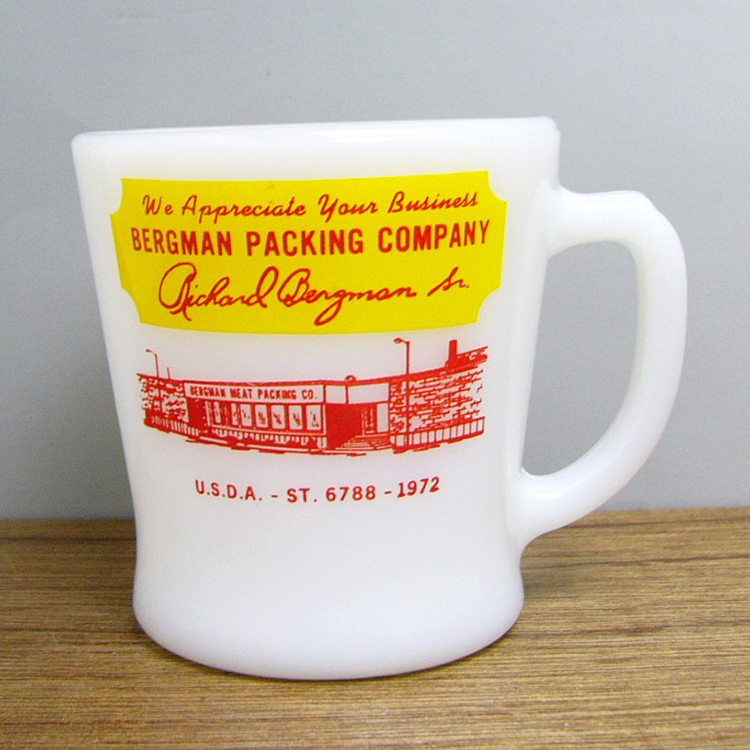 We Appreciate Your Business
BERGMAN PACKING COMPANY
Richard Bergman Sr.
BERGMAN MEAT PACKING CO.
U.S.D.A. - ST. 6788 - 1972